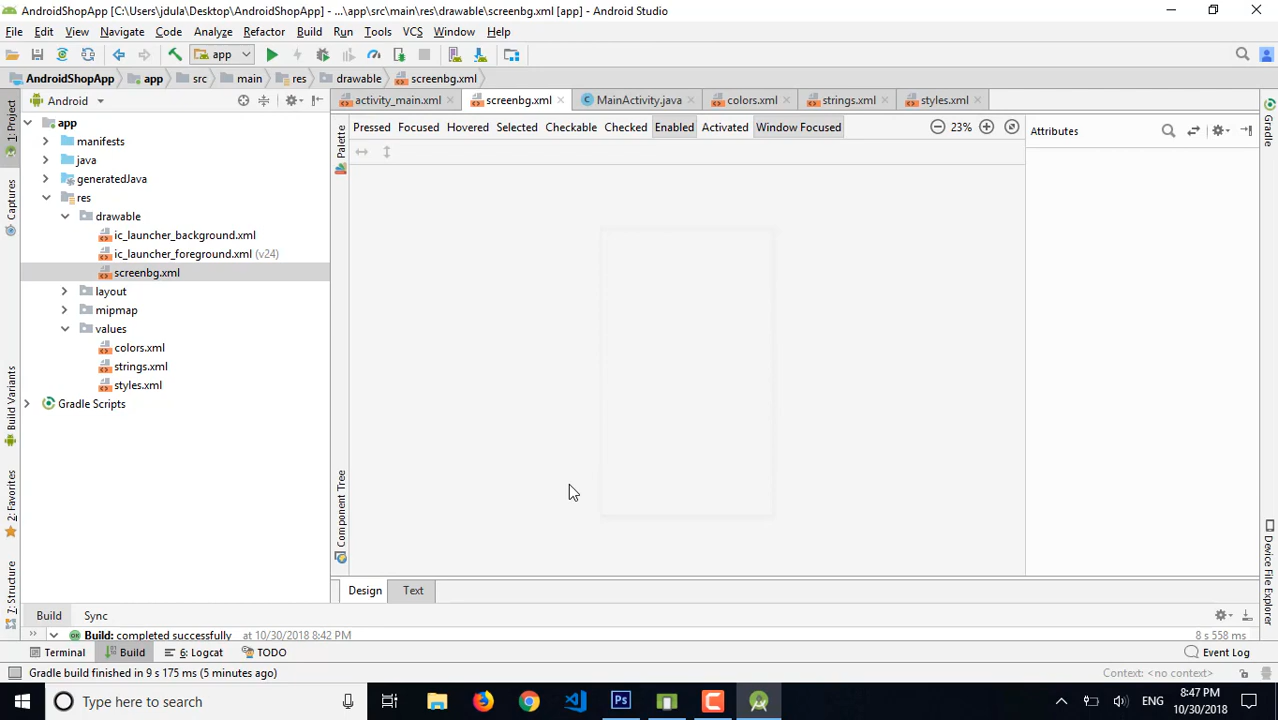 AndroidShopApp [C:\Users\jdula\Desktop\AndroidShopApp] - ...\app\src\main\res\drawable\screenbg.xml [app] - Android Studio
File Edit View Navigate Code Analyze Refactor Build Run Tools VCS Window Help
app
AndroidShopApp app src main res drawable screenbg.xml
Android
activity_main.xml screenbg.xml MainActivity.java colors.xml strings.xml styles.xml
Pressed Focused Hovered Selected Checkable Checked Enabled Activated Window Focused 23%
Attributes
app
manifests
java
generatedJava
res
drawable
ic_launcher_background.xml
ic_launcher_foreground.xml (v24)
screenbg.xml
layout
mipmap
values
colors.xml
strings.xml
styles.xml
Gradle Scripts
1: Project
Captures
Build Variants
2: Favorites
7: Structure
Palette
Component Tree
Gradle
Device File Explorer
Design Text
Build Sync
Build: completed successfully at 10/30/2018 8:42 PM 8 s 558 ms
Terminal Build 6: Logcat TODO Event Log
Gradle build finished in 9 s 175 ms (5 minutes ago) Context: <no context>
Type here to search
Ps
ENG
8:47 PM
10/30/2018